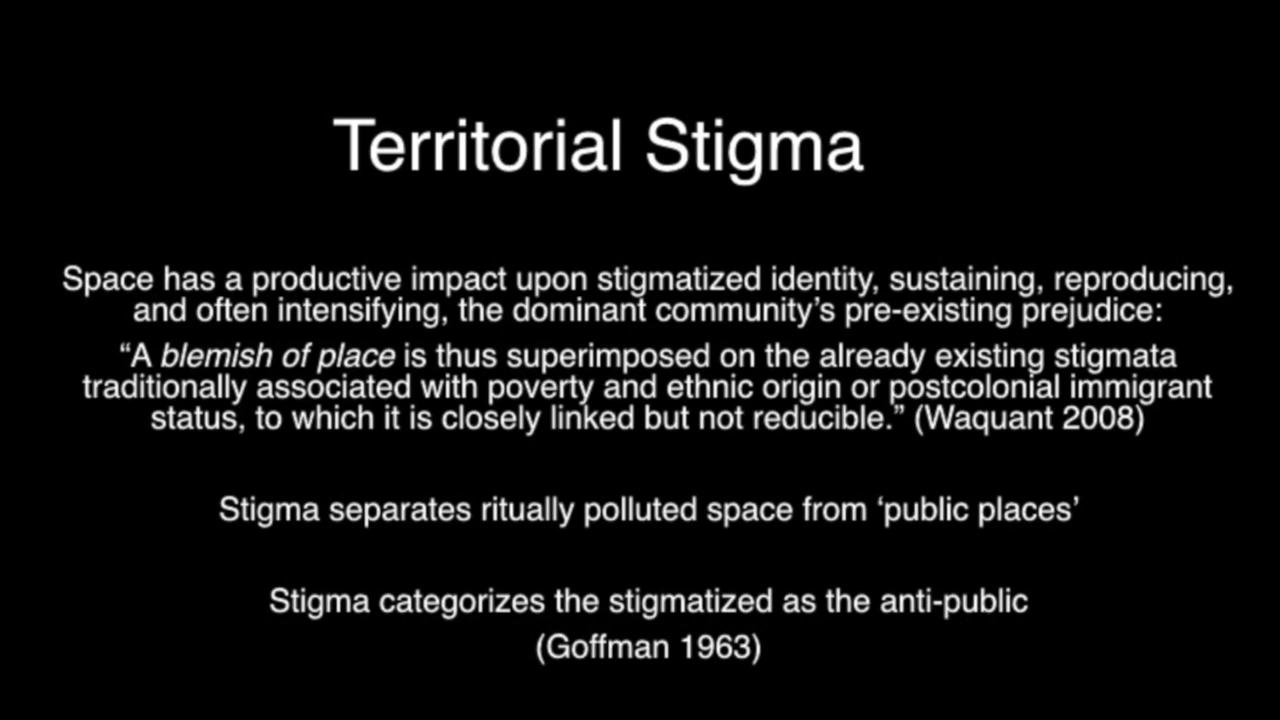 Territorial Stigma
Space has a productive impact upon stigmatized identity, sustaining, reproducing,
and often intensifying, the dominant community’s pre-existing prejudice:
“A blemish of place is thus superimposed on the already existing stigmata
traditionally associated with poverty and ethnic origin or postcolonial immigrant
status, to which it is closely linked but not reducible.” (Waquant 2008)
Stigma separates ritually polluted space from ‘public places’
Stigma categorizes the stigmatized as the anti-public
(Goffman 1963)